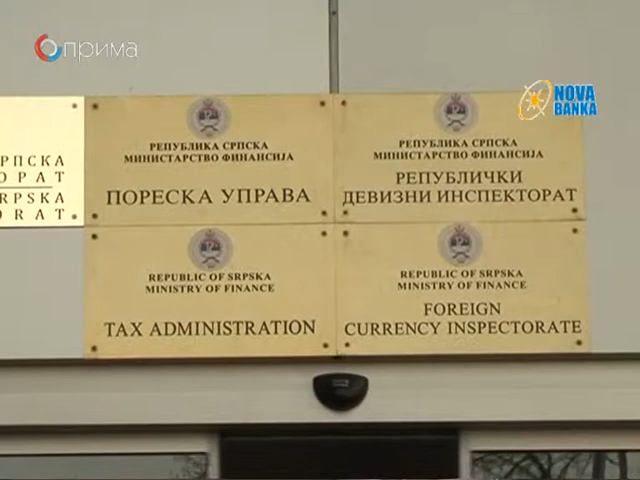 прима
NOVA
BANKA
РПСКА
ОРАТ
RPSKA
ORAT
РЕПУБЛИКА СРПСКА
МИНИСТАРСТВО ФИНАНСИЈА
ПОРЕСКА УПРАВА
РЕПУБЛИКА СРПСКА
МИНИСТАРСТВО ФИНАНСИЈА
РЕПУБЛИЧКИ
ДЕВИЗНИ ИНСПЕКТОРАТ
REPUBLIC OF SRPSKA
MINISTRY OF FINANCE
TAX ADMINISTRATION
REPUBLIC OF SRPSKA
MINISTRY OF FINANCE
FOREIGN
CURRENCY INSPECTORATE